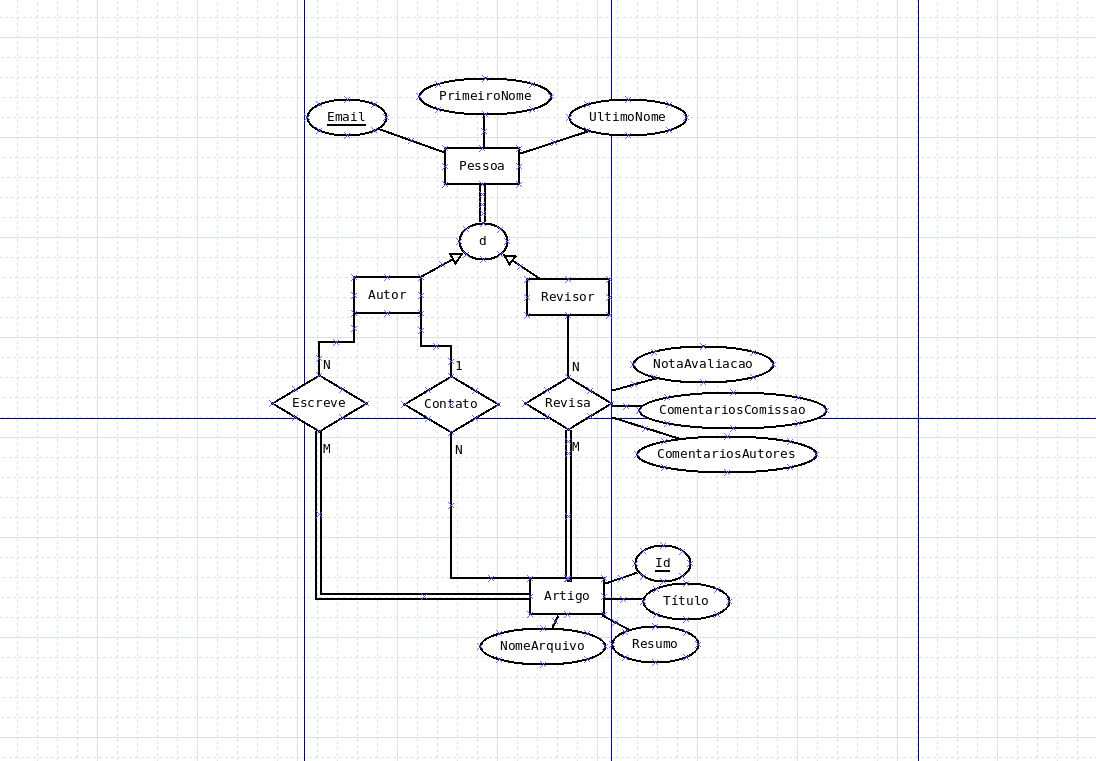 PrimeiroNome
Email
UltimoNome
Pessoa
d
Autor
Revisor
N
1
N
NotaAvaliacao
Escreve
Contato
Revisa
ComentariosComissao
M
N
M
ComentariosAutores
Id
Artigo
Título
NomeArquivo
Resumo